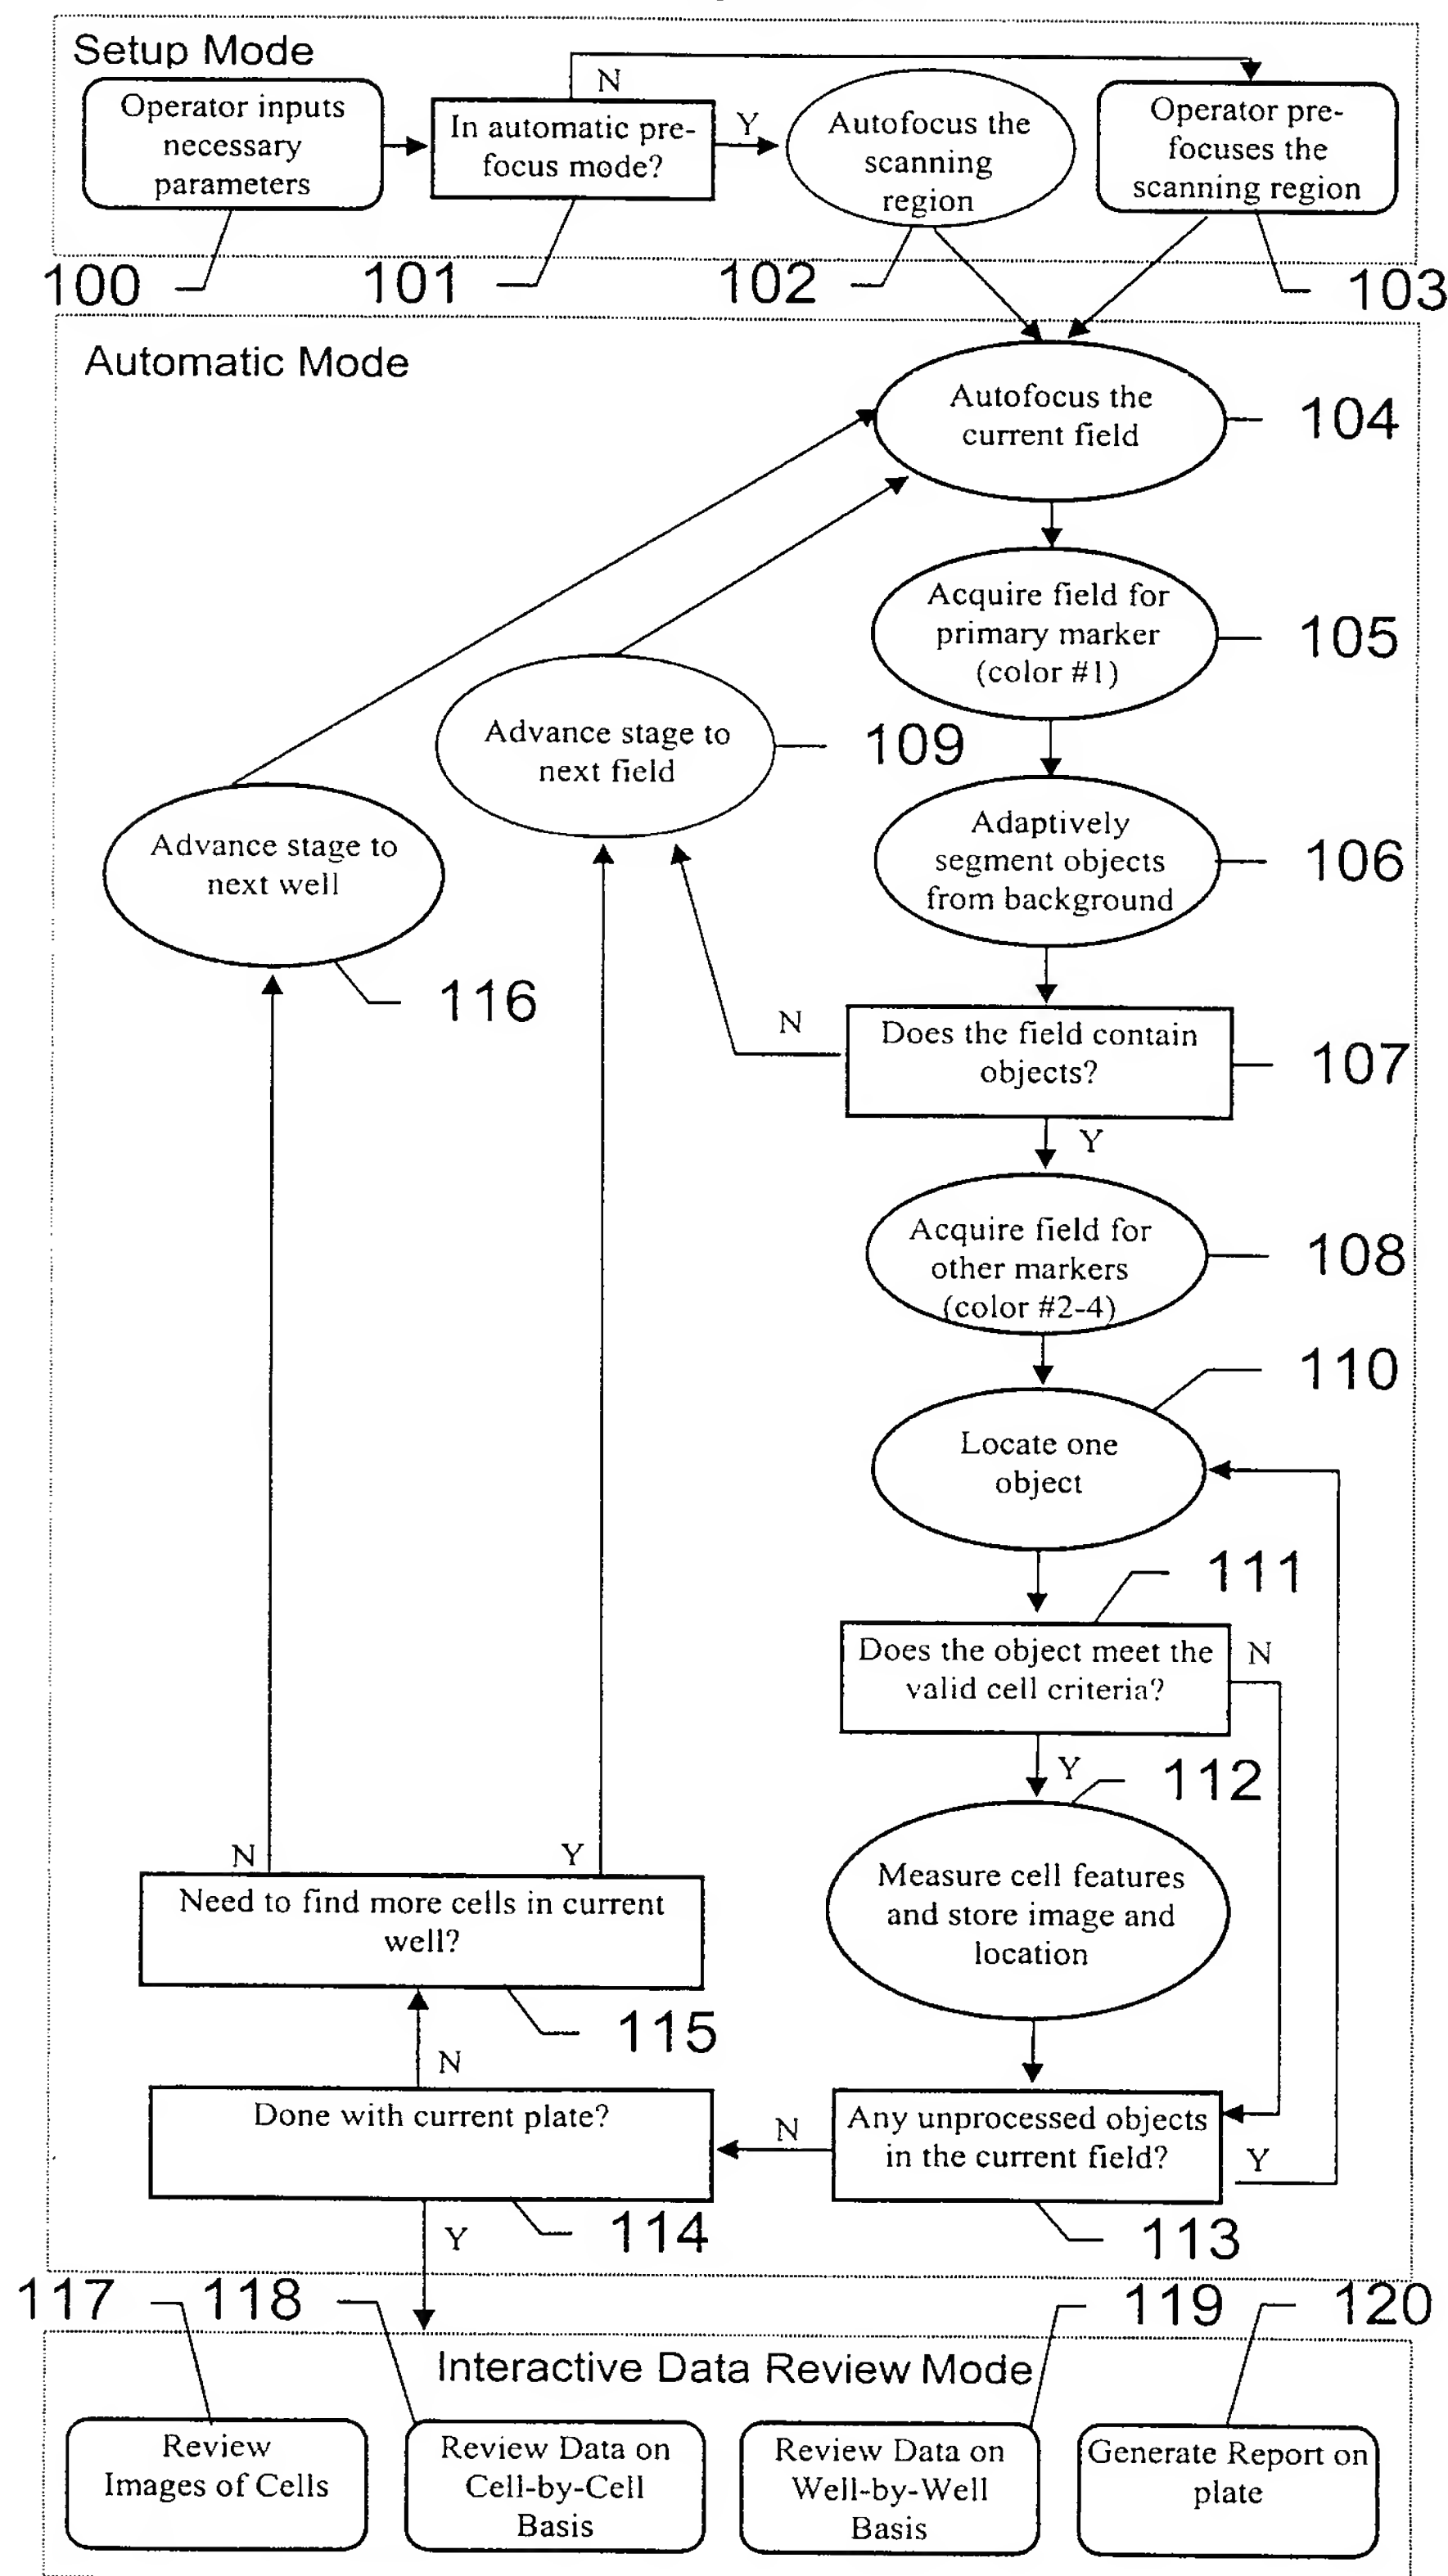 Setup Mode
Operator inputs
necessary
parameters
N
In automatic pre-
focus mode?
Y
Autofocus the
scanning
region
Operator pre-
focuses the
scanning region
100
101
102
103
Automatic Mode
Autofocus the
current field
104
Acquire field for
primary marker
(color #1)
105
Advance stage to
next field
109
Adaptively
segment objects
from background
106
Advance stage to
next well
116
N
Does the field contain
objects?
107
Y
Acquire field for
other markers
(color #2-4)
108
110
Locate one
object
111
Does the object meet the
valid cell criteria?
N
Y
112
Measure cell features
and store image and
location
N
Y
Need to find more cells in current
well?
115
N
Done with current plate?
N
Any unprocessed objects
in the current field?
Y
114
Y
113
117
118
119
120
Interactive Data Review Mode
Review
Images of Cells
Review Data on
Cell-by-Cell
Basis
Review Data on
Well-by-Well
Basis
Generate Report on
plate